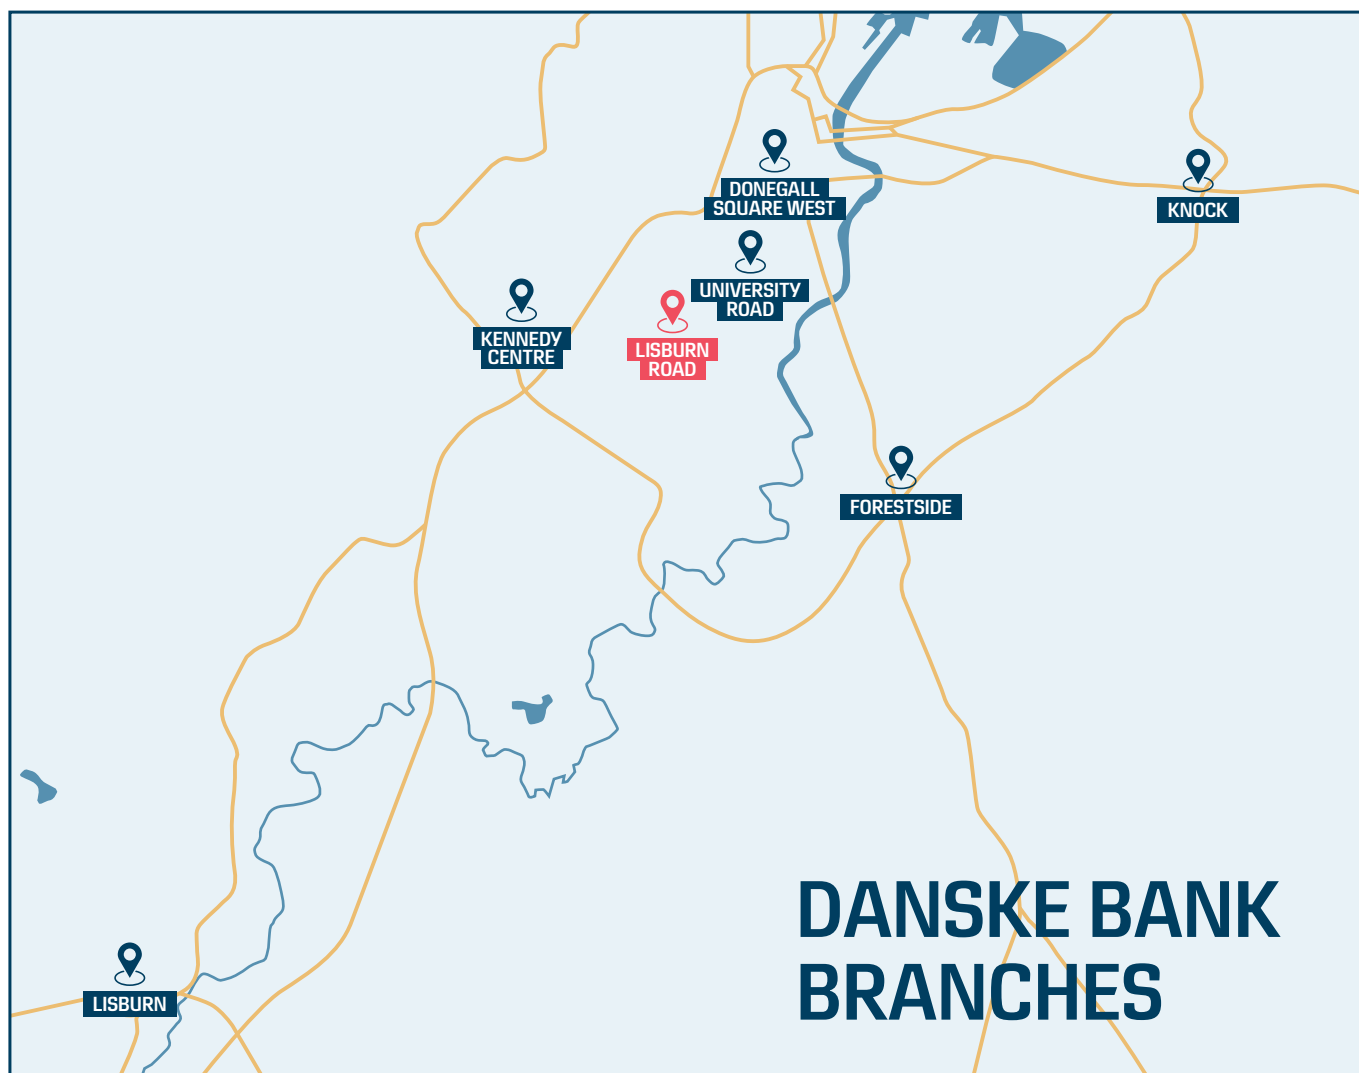 DONEGALL
SQUARE WEST
KNOCK
UNIVERSITY
ROAD
KENNEDY
CENTRE
LISBURN
ROAD
FORESTSIDE
DANSKE BANK
BRANCHES
LISBURN